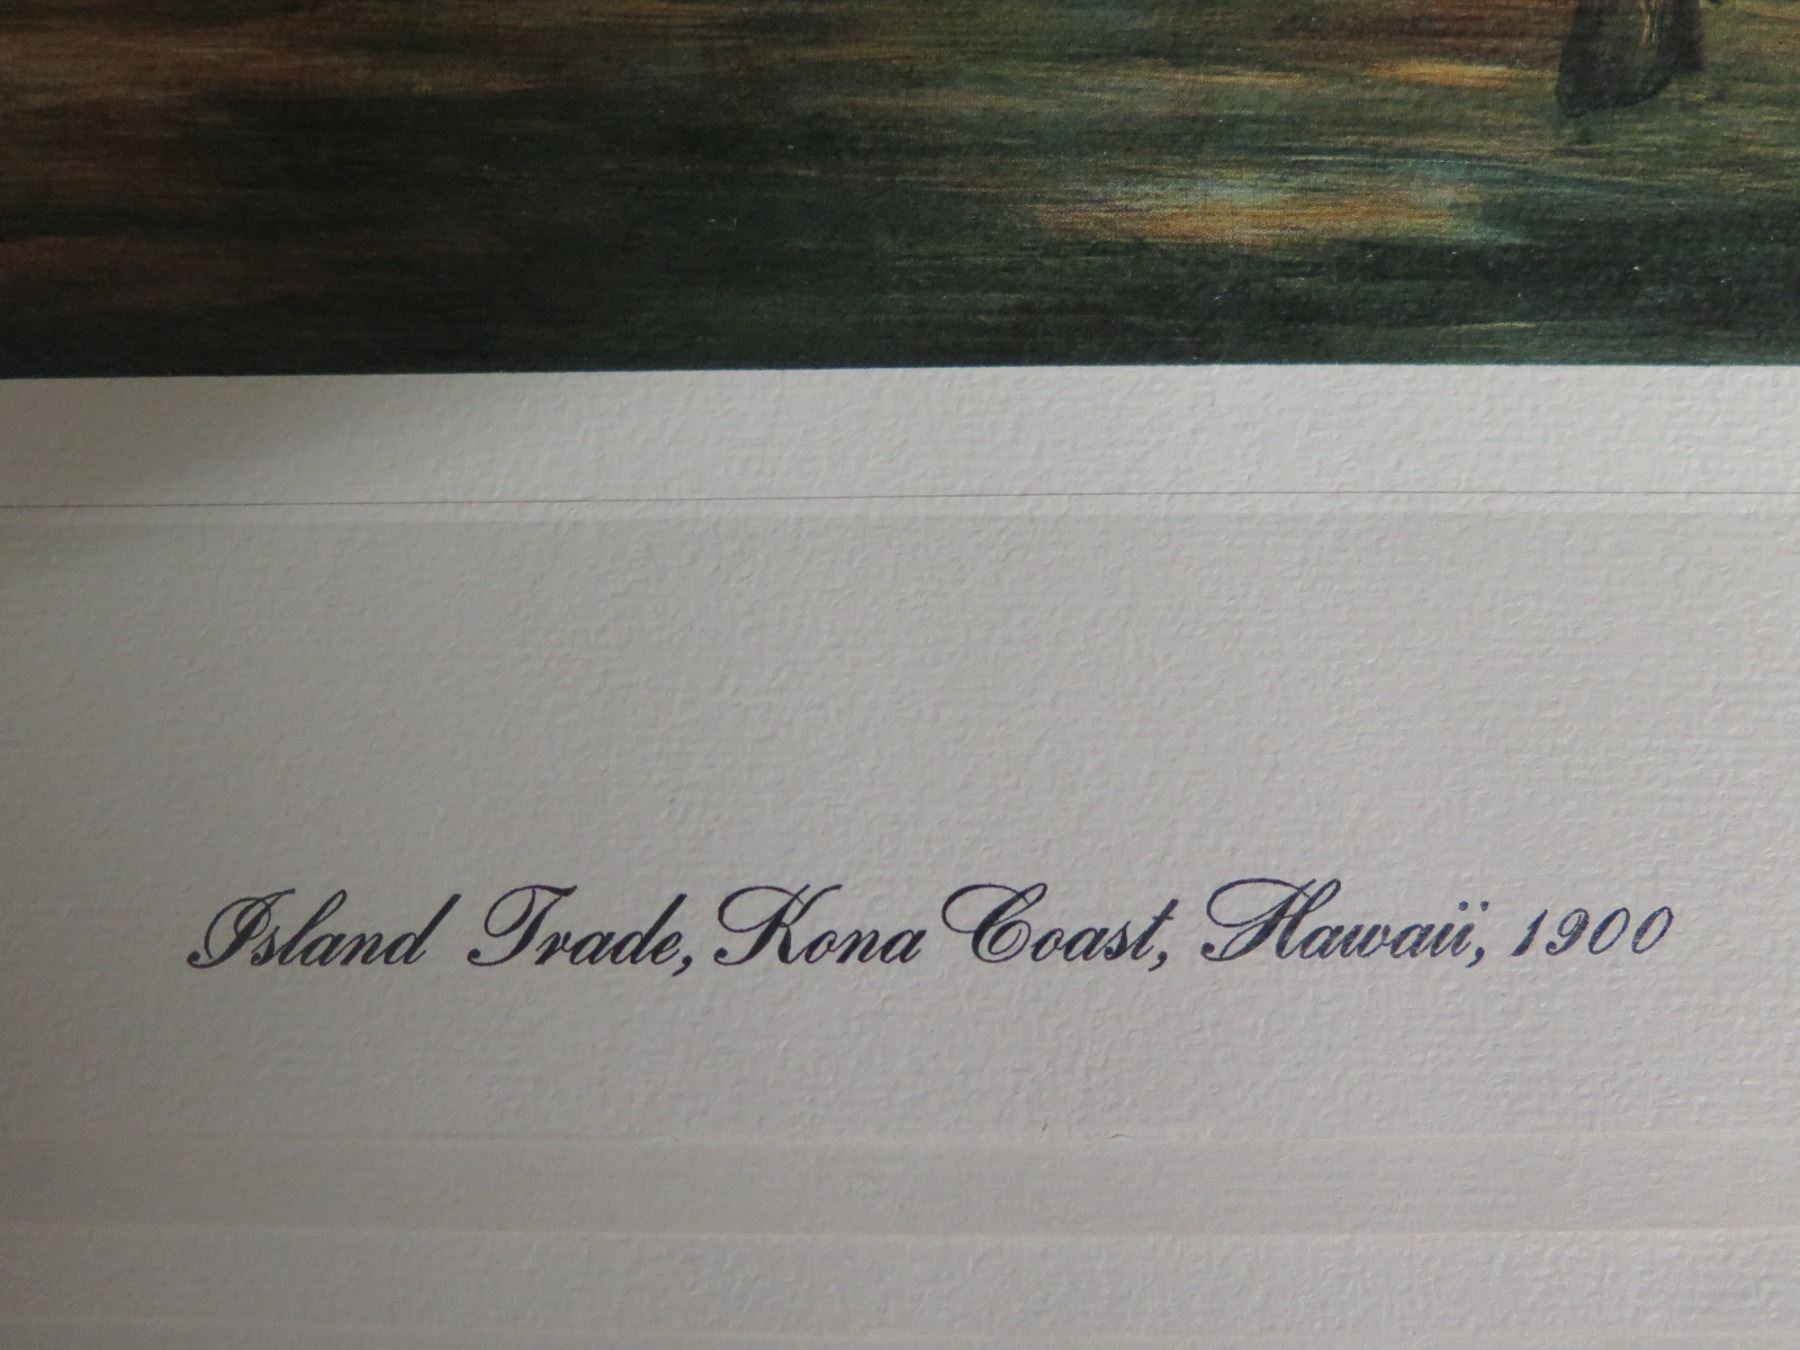 Island Trade, Kona Coast, Hawaii, 1900